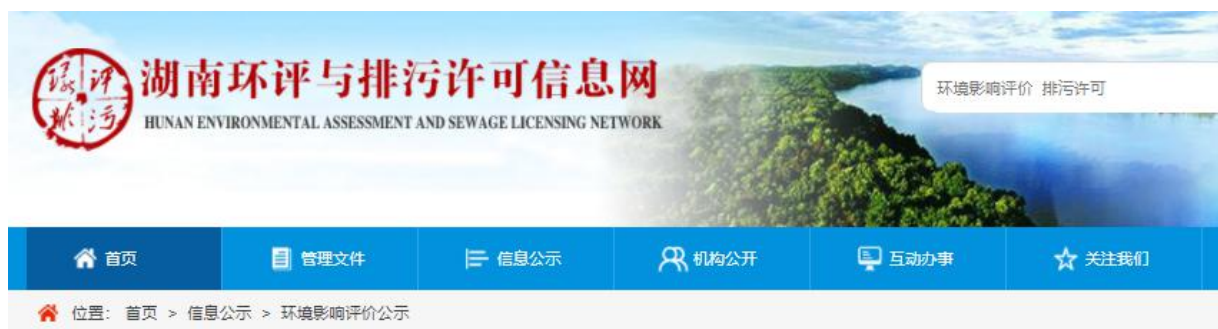 环评
排污
湖南环评与排污许可信息网
HUNAN ENVIRONMENTAL ASSESSMENT AND SEWAGE LICENSING NETWORK
环境影响评价 排污许可
首页 管理文件 信息公示 机构公开 互动办事 关注我们
位置： 首页 > 信息公示 > 环境影响评价公示